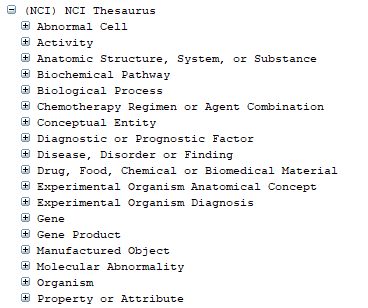 (NCI) NCI Thesaurus
Abnormal Cell
Activity
Anatomic Structure, System, or Substance
Biochemical Pathway
Biological Process
Chemotherapy Regimen or Agent Combination
Conceptual Entity
Diagnostic or Prognostic Factor
Disease, Disorder or Finding
Drug, Food, Chemical or Biomedical Material
Experimental Organism Anatomical Concept
Experimental Organism Diagnosis
Gene
Gene Product
Manufactured Object
Molecular Abnormality
Organism
Property or Attribute